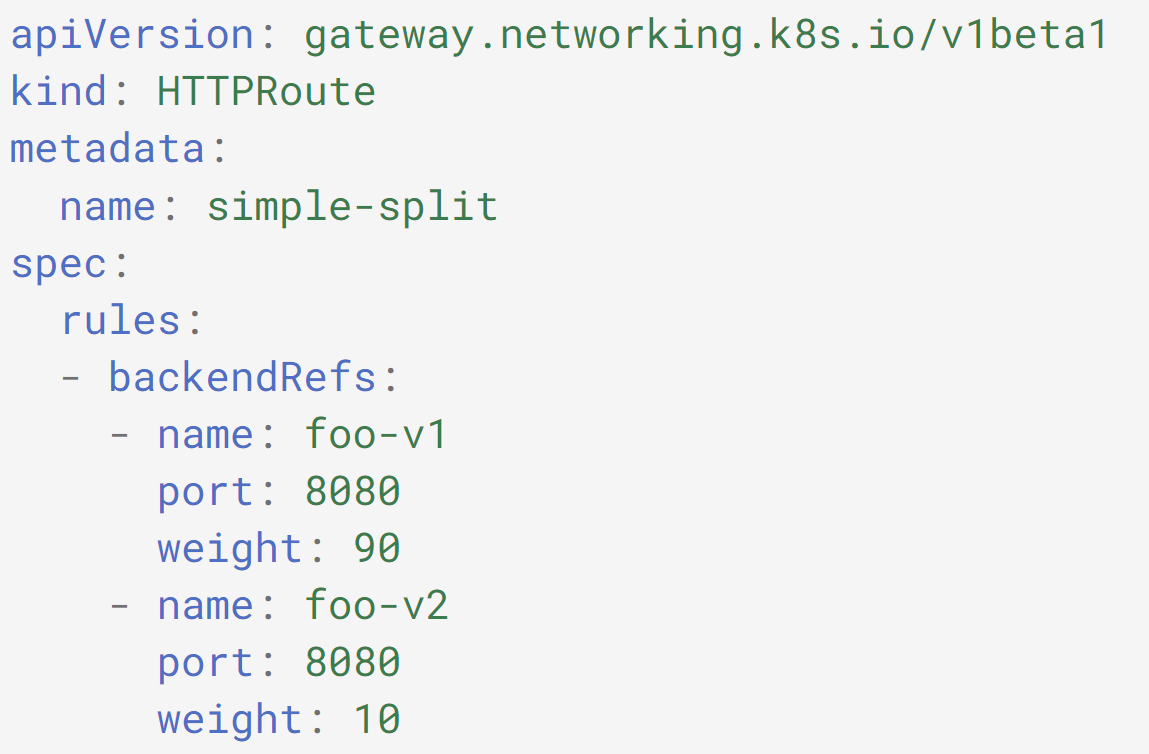 apiVersion: gateway.networking.k8s.io/v1beta1
kind: HTTPRoute
metadata:
  name: simple-split
spec:
  rules:
  - backendRefs:
    - name: foo-v1
      port: 8080
      weight: 90
    - name: foo-v2
      port: 8080
      weight: 10